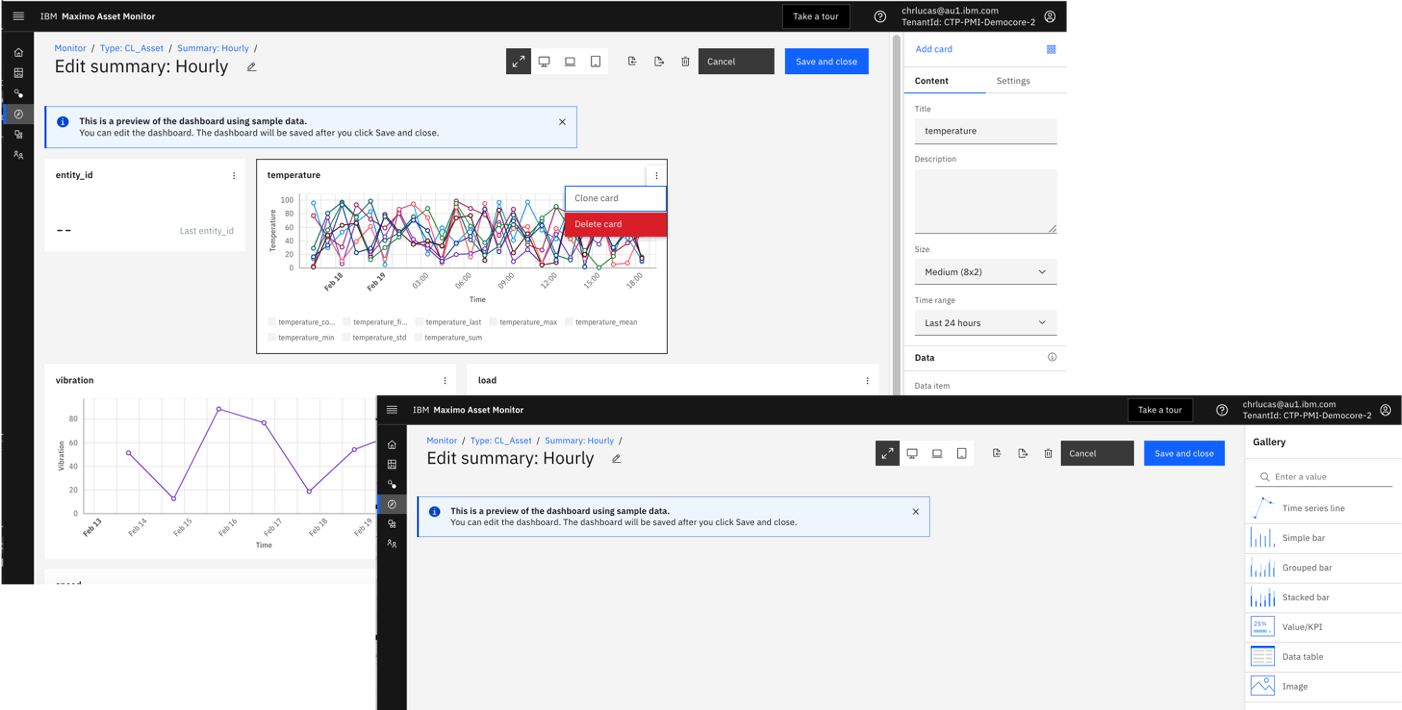 IBM Maximo Asset Monitor
Take a tour
chrlucas@au1.ibm.com
TenantId: CTP-PMI-Democore-2
Monitor / Type: CL_Asset / Summary: Hourly /
Edit summary: Hourly
Cancel
Save and close
This is a preview of the dashboard using sample data.
You can edit the dashboard. The dashboard will be saved after you click Save and close.
entity_id
--
Last entity_id
temperature
Clone card
Delete card
Temperature
100
80
60
40
20
0
Feb 18
Feb 19
03:00
06:00
09:00
12:00
15:00
18:00
Time
temperature_co... temperature_fi... temperature_last temperature_max temperature_mean
temperature_min temperature_std temperature_sum
Add card
Content Settings
Title
temperature
Description
Size
Medium (8x2)
Time range
Last 24 hours
Data
Data item
vibration
Vibration
80
60
40
20
0
Feb 13
Feb 14
Feb 15
Feb 16
Feb 17
Feb 18
Feb 19
Time
load
IBM Maximo Asset Monitor
Take a tour
chrlucas@au1.ibm.com
TenantId: CTP-PMI-Democore-2
Monitor / Type: CL_Asset / Summary: Hourly /
Edit summary: Hourly
Cancel
Save and close
This is a preview of the dashboard using sample data.
You can edit the dashboard. The dashboard will be saved after you click Save and close.
Gallery
Enter a value
Time series line
Simple bar
Grouped bar
Stacked bar
25%
Value/KPI
Data table
Image